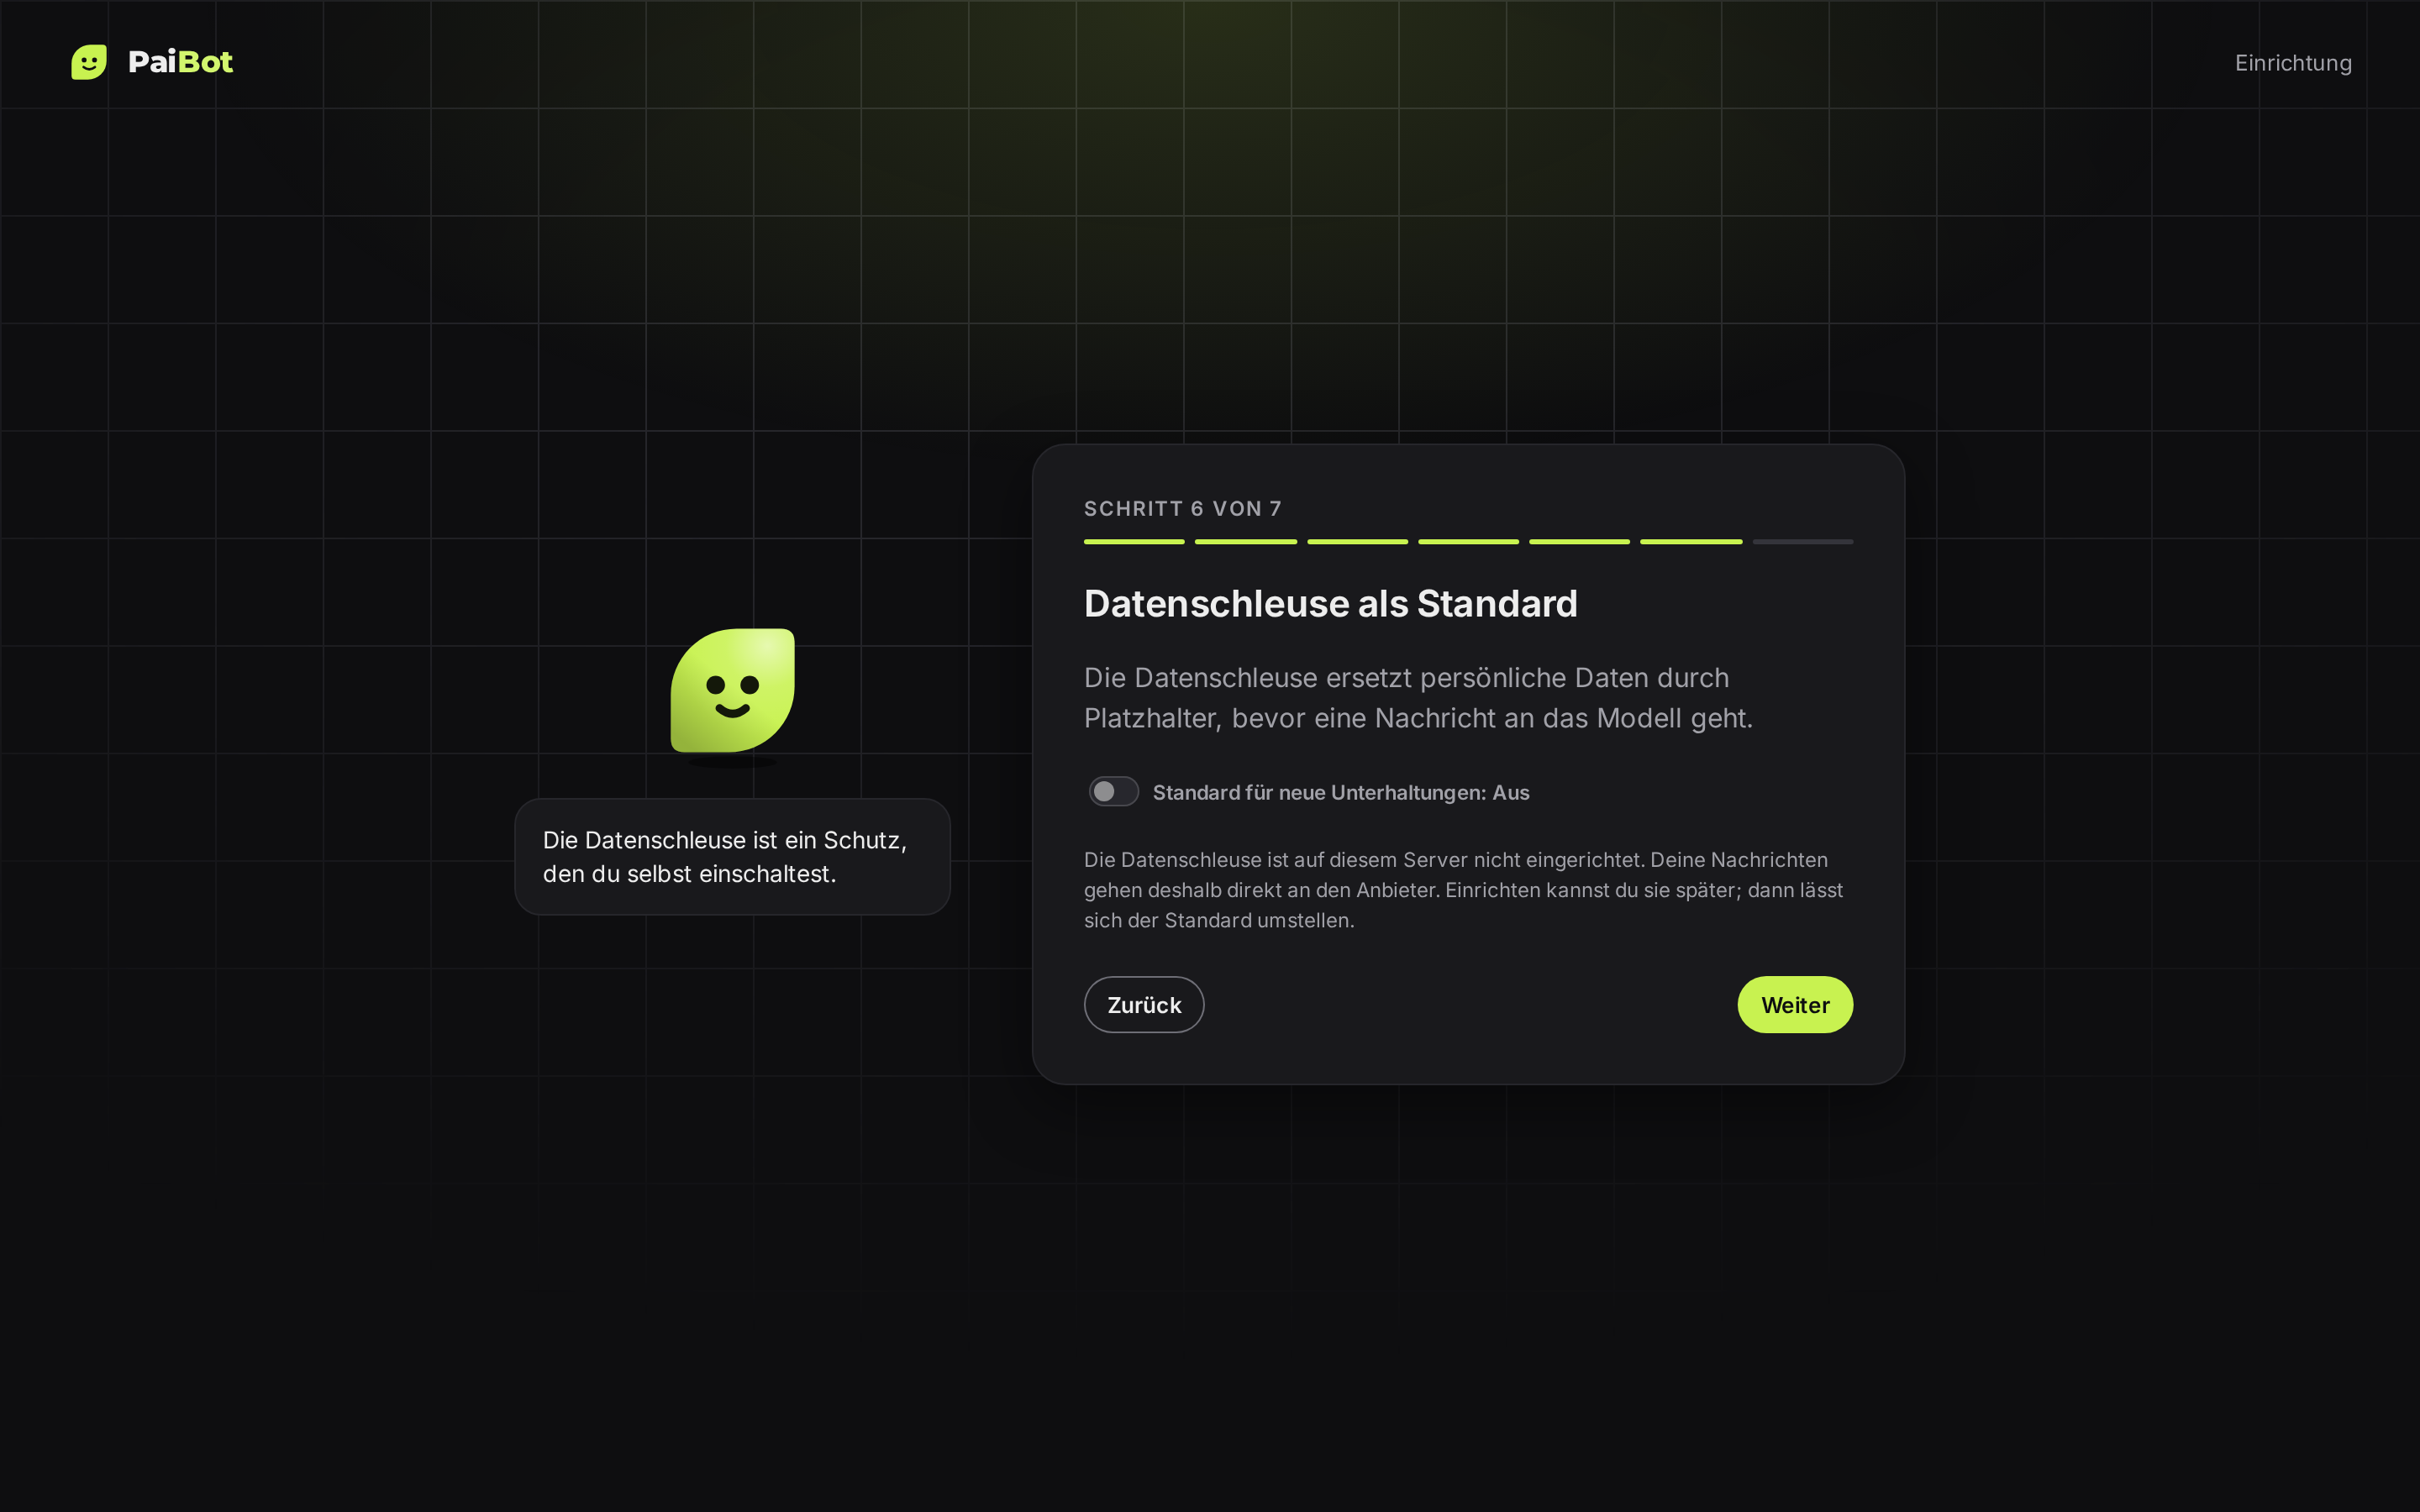 PaiBot
Einrichtung
SCHRITT 6 VON 7
Datenschleuse als Standard
Die Datenschleuse ersetzt persönliche Daten durch
Platzhalter, bevor eine Nachricht an das Modell geht.
Standard für neue Unterhaltungen: Aus
Die Datenschleuse ist ein Schutz,
den du selbst einschaltest.
Die Datenschleuse ist auf diesem Server nicht eingerichtet. Deine Nachrichten
gehen deshalb direkt an den Anbieter. Einrichten kannst du sie später; dann lässt
sich der Standard umstellen.
Zurück
Weiter